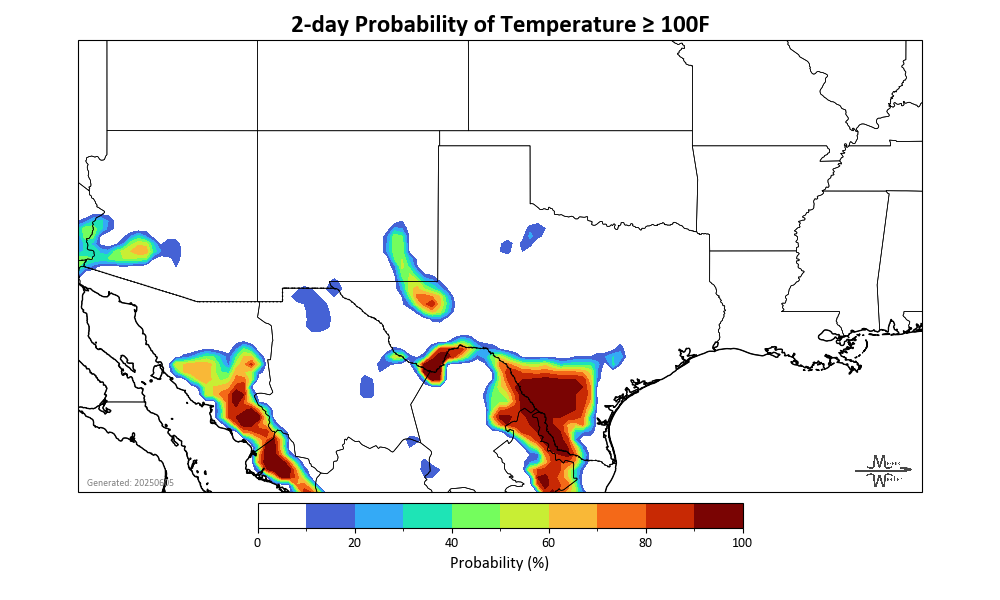 2-day Probability of Temperature ≥ 100F
Generated: 20250605
0 20 40 60 80 100
Probability (%)